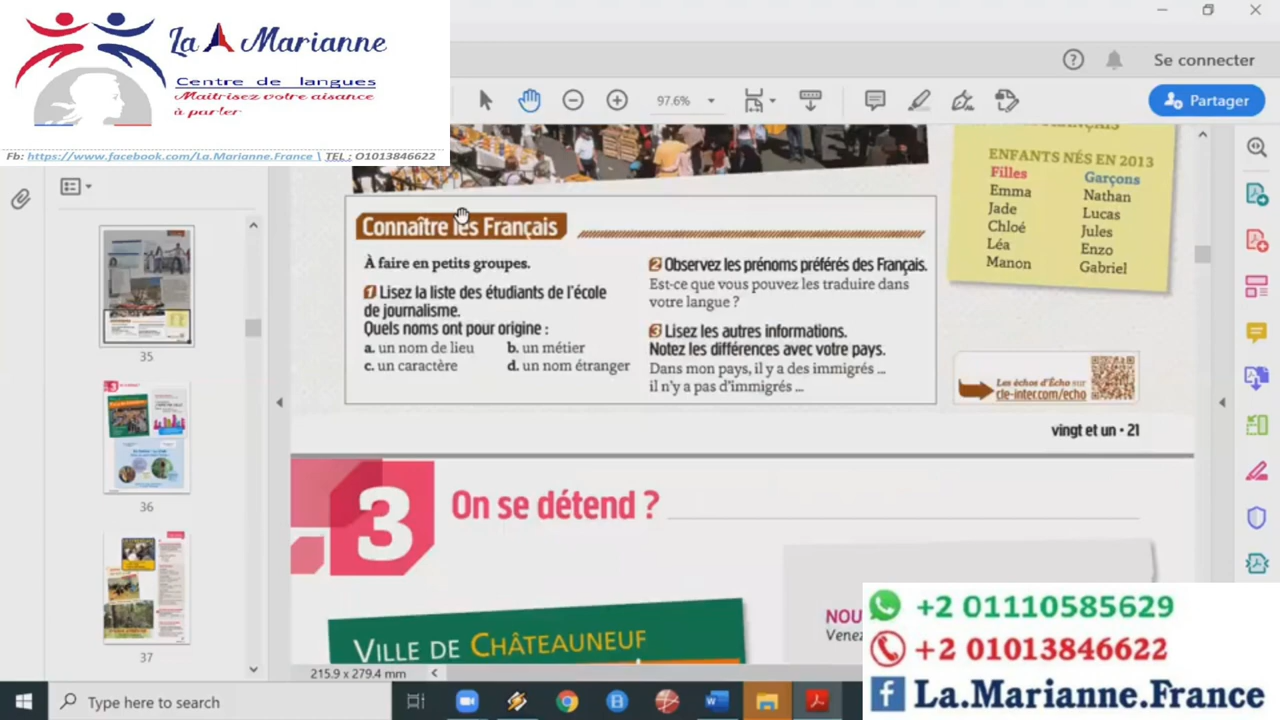 La Marianne
Centre de langues
Maîtrisez votre aisance
à parler
Fb: https://www.facebook.com/La.Marianne.France \ TEL : O1013846622
Se connecter
97.6%
Partager
ENFANTS NÉS EN 2013
Filles
Garçons
Emma
Nathan
Jade
Lucas
Chloé
Jules
Léa
Enzo
Manon
Gabriel
Connaître les Français
À faire en petits groupes.
1 Lisez la liste des étudiants de l'école
de journalisme.
Quels noms ont pour origine :
a. un nom de lieu
b. un métier
c. un caractère
d. un nom étranger
2 Observez les prénoms préférés des Français.
Est-ce que vous pouvez les traduire dans
votre langue ?
3 Lisez les autres informations.
Notez les différences avec votre pays.
Dans mon pays, il y a des immigrés ...
il n'y a pas d'immigrés ...
Les échos d'Écho sur
cle-inter.com/echo
vingt et un • 21
35
36
37
3
On se détend ?
VILLE DE CHÂTEAUNEUF
NOU
Venez
215.9 x 279.4 mm
Type here to search
+2 01110585629
+2 01013846622
La.Marianne.France